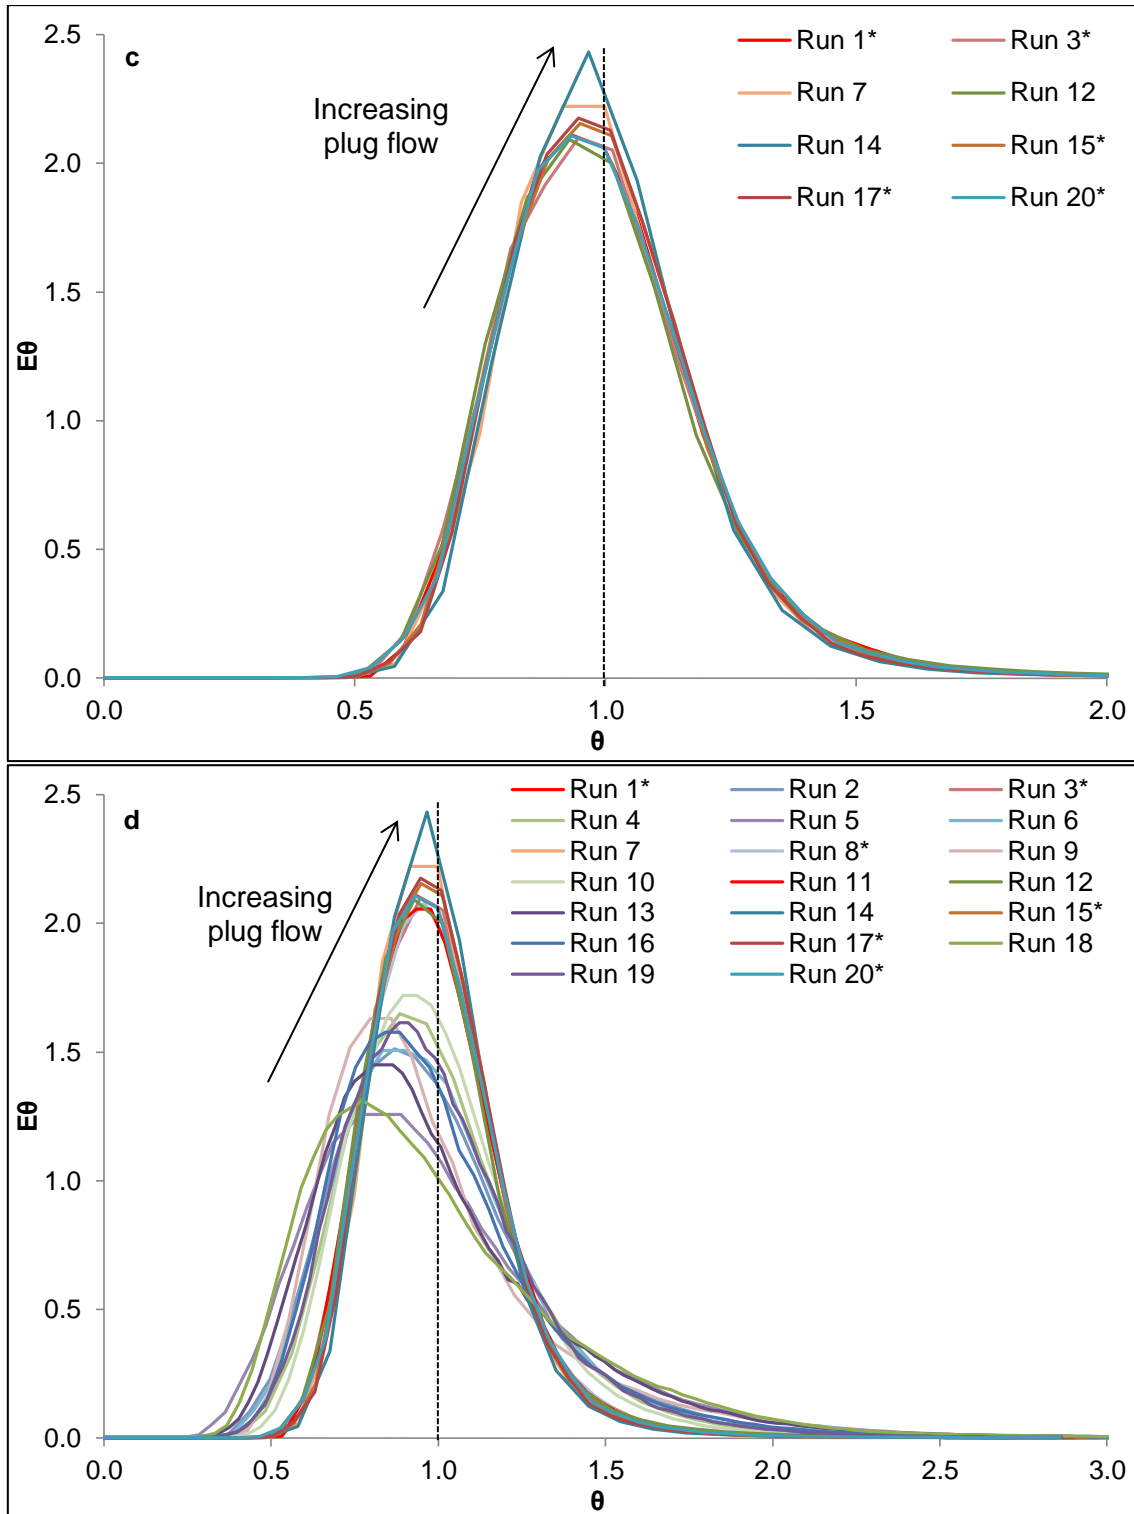 c
Increasing
plug flow
Run 1* Run 3*
Run 7 Run 12
Run 14 Run 15*
Run 17* Run 20*
2.5
2.0
1.5
1.0
0.5
0.0
Eθ
0.0 0.5 1.0 1.5 2.0
θ
d
Increasing
plug flow
Run 1* Run 2 Run 3*
Run 4 Run 5 Run 6
Run 7 Run 8* Run 9
Run 10 Run 11 Run 12
Run 13 Run 14 Run 15*
Run 16 Run 17* Run 18
Run 19 Run 20*
2.5
2.0
1.5
1.0
0.5
0.0
Eθ
0.0 0.5 1.0 1.5 2.0 2.5 3.0
θ